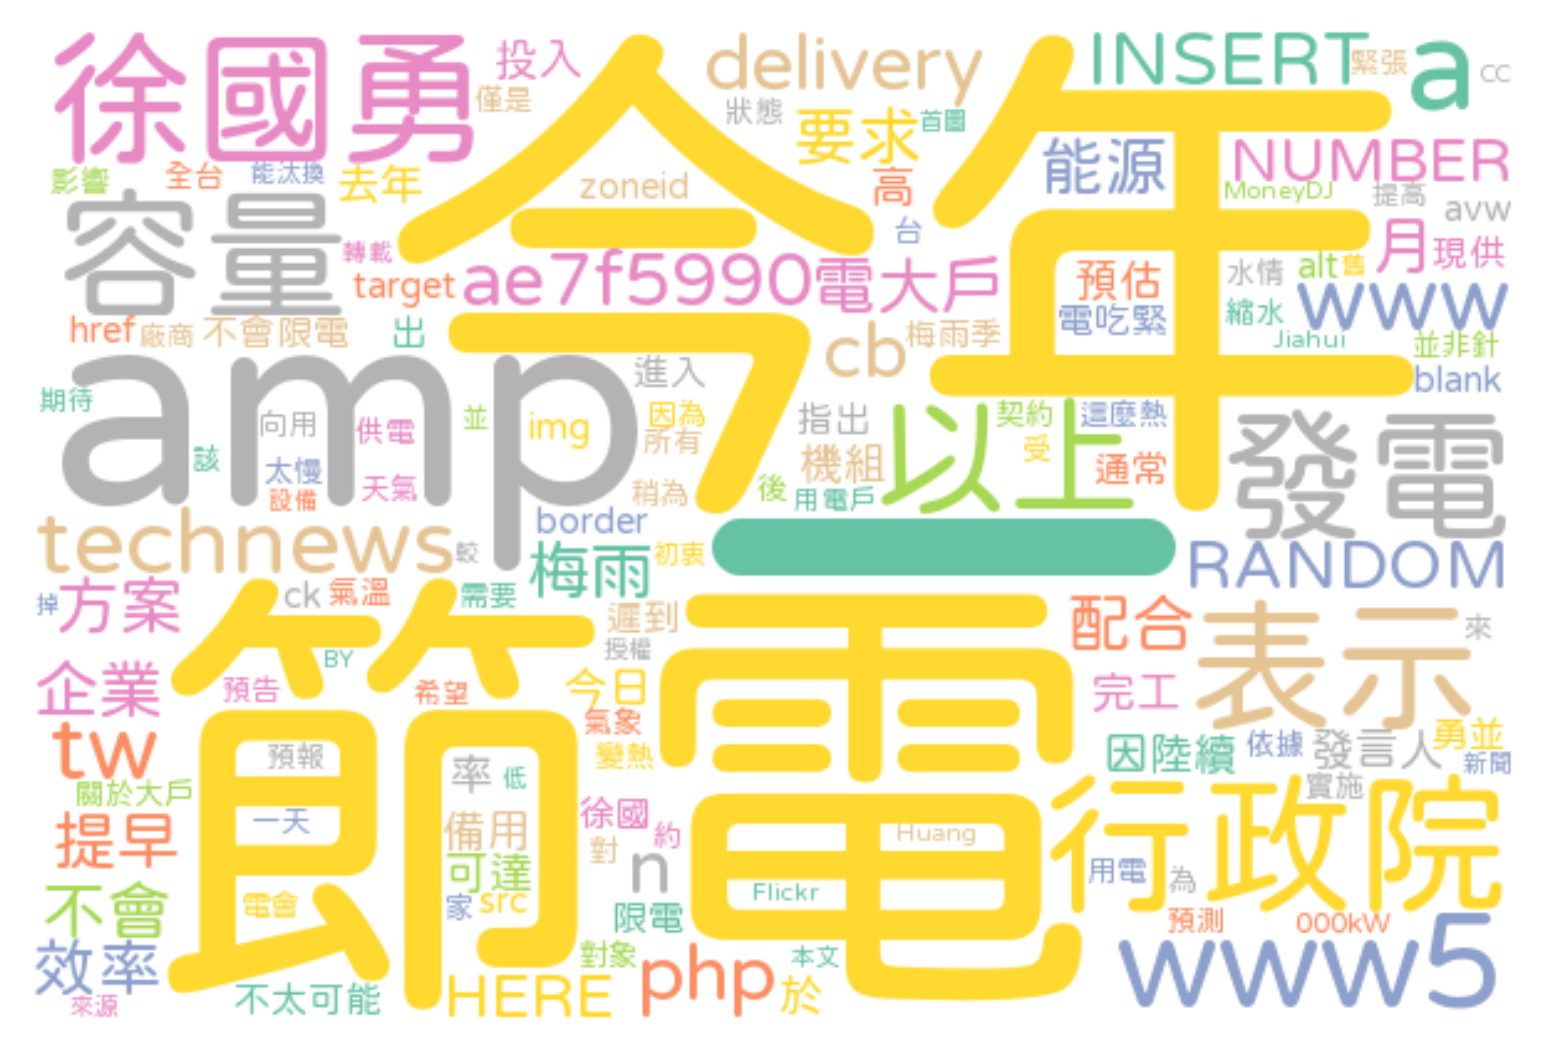 徐國勇
投入
僅是
delivery
狀態
要求
首圖
INSERT
緊張
a
cc
今年
影響
全台
能汰換
去年
zoneid
高
台
能源
NUMBER
MoneyDJ
提高
avw
容量
轉載
target
ae7f5990
電大戶
預估
水情
alt
舊
月
現供
href
廠商
不會限電
出
cb
梅雨季
電吃緊
縮水
www
Jiahui
並非針
blank
amp
進入
期待
向用
供電
並
img
因為
所有
指出
機組
以上
契約
受
這麼熱
通常
發電
該
太慢
設備
天氣
稍為
後
用電戶
technews
較
border
梅雨
初衷
一
RANDOM
掉
方案
ck
氣溫
需要
遲到
授權
配合
表示
來
企業
BY
預告
希望
今日
氣象
完工
節電
tw
預報
率
低
變熱
因陸續
依據
發言人
勇並
新聞
關於大戶
實施
提早
一天
備用
徐國
約
對
n
Huang
行政院
可達
用電
為
不會
電會
家
src
Flickr
限電
預測
000kW
效率
對象
本文
www5
來源
不太可能
HERE
php
於